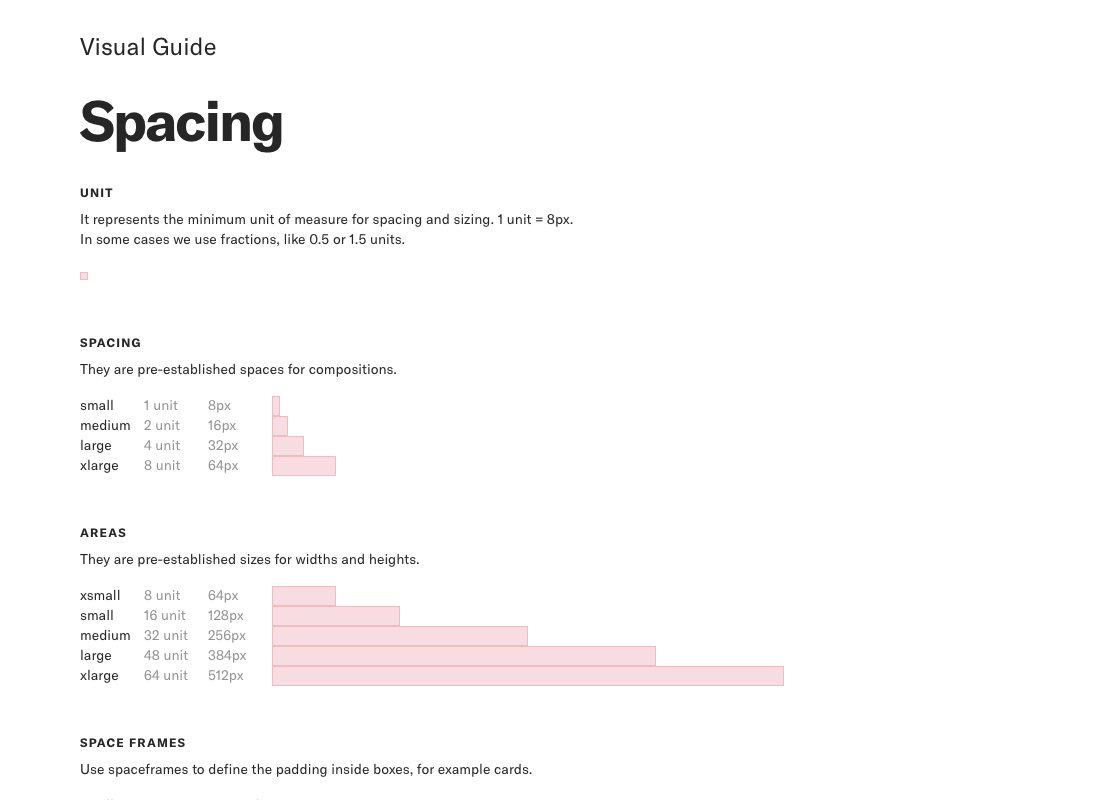 Visual Guide
Spacing
UNIT
It represents the minimum unit of measure for spacing and sizing. 1 unit = 8px.
In some cases we use fractions, like 0.5 or 1.5 units.
SPACING
They are pre-established spaces for compositions.
small 1 unit 8px
medium 2 unit 16px
large 4 unit 32px
xlarge 8 unit 64px
AREAS
They are pre-established sizes for widths and heights.
xsmall 8 unit 64px
small 16 unit 128px
medium 32 unit 256px
large 48 unit 384px
xlarge 64 unit 512px
SPACE FRAMES
Use spaceframes to define the padding inside boxes, for example cards.